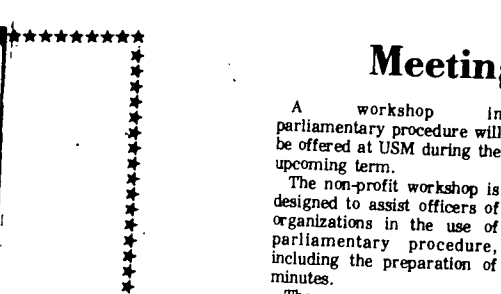 Meeting
A workshop in
parliamentary procedure will
be offered at USM during the
upcoming term.
The non-profit workshop is
designed to assist officers of
organizations in the use of
parliamentary procedure,
including the preparation of
minutes.